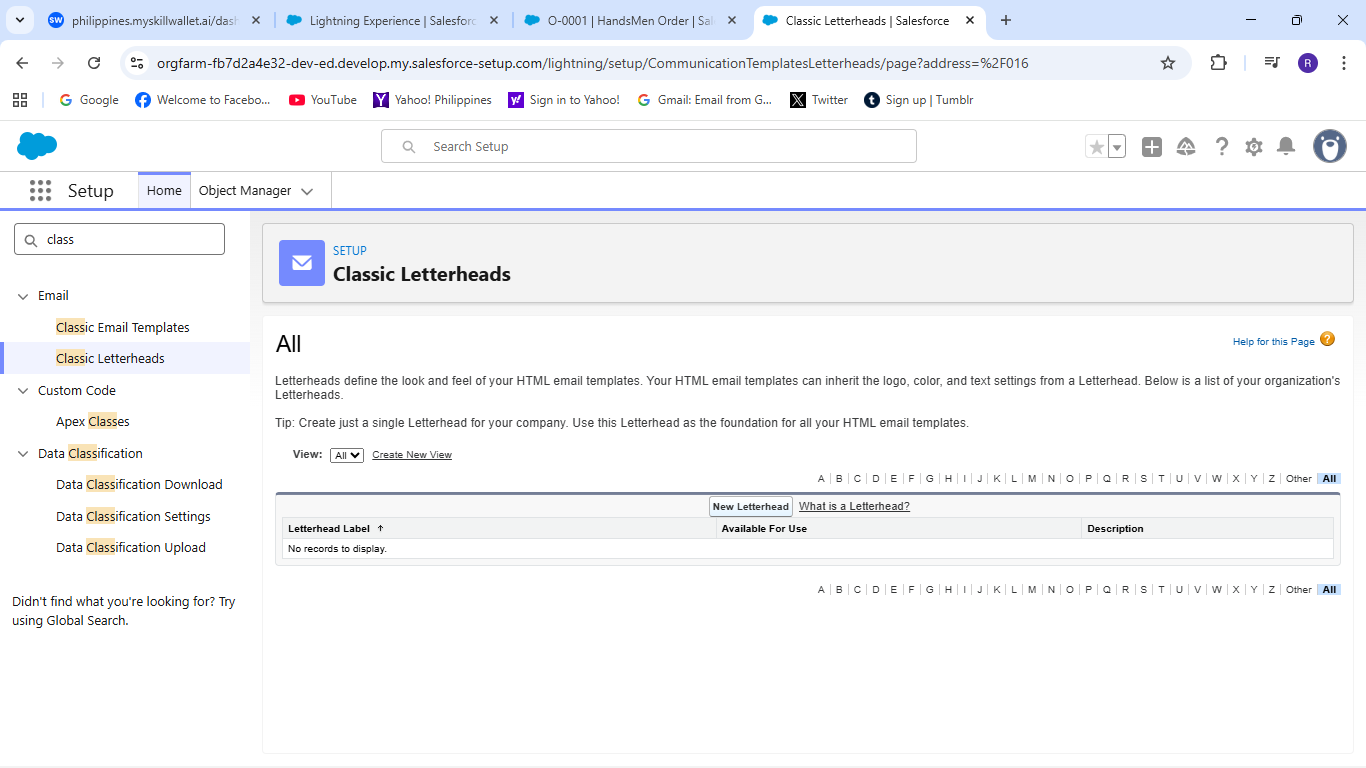 philippines.myskillwallet.ai/dash
Lightning Experience | Salesforc
O-0001 | HandsMen Order | Sal
Classic Letterheads | Salesforce
orgfarm-fb7d2a4e32-dev-ed.develop.my.salesforce-setup.com/lightning/setup/CommunicationTemplatesLetterheads/page?address=%2F016
R
Google
Welcome to Facebo...
YouTube
Yahoo! Philippines
Sign in to Yahoo!
Gmail: Email from G...
Twitter
Sign up | Tumblr
Search Setup
Setup
Home
Object Manager
class
Email
Classic Email Templates
Classic Letterheads
Custom Code
Apex Classes
Data Classification
Data Classification Download
Data Classification Settings
Data Classification Upload
Didn't find what you're looking for? Try
using Global Search.
SETUP
Classic Letterheads
All
Help for this Page
Letterheads define the look and feel of your HTML email templates. Your HTML email templates can inherit the logo, color, and text settings from a Letterhead. Below is a list of your organization's
Letterheads.
Tip: Create just a single Letterhead for your company. Use this Letterhead as the foundation for all your HTML email templates.
View: All Create New View
A | B | C | D | E | F | G | H | I | J | K | L | M | N | O | P | Q | R | S | T | U | V | W | X | Y | Z | Other All
New Letterhead What is a Letterhead?
Letterhead Label ↑ Available For Use Description
No records to display.
A | B | C | D | E | F | G | H | I | J | K | L | M | N | O | P | Q | R | S | T | U | V | W | X | Y | Z | Other All